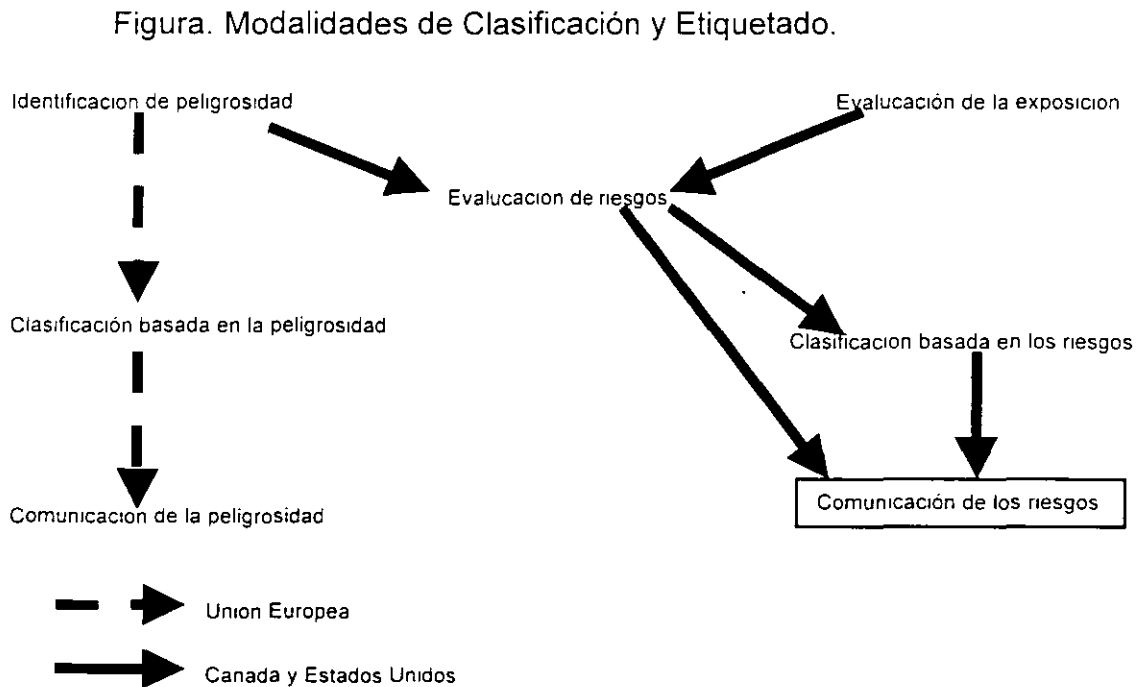 Figura. Modalidades de Clasificación y Etiquetado.
Identificacion de peligrosidad
Evalucación de la exposicion
Evalucacion de riesgos
Clasificación basada en la peligrosidad
Clasificacion basada en los riesgos
Comunicacion de la peligrosidad
Comunicación de los riesgos
Union Europea
Canada y Estados Unidos